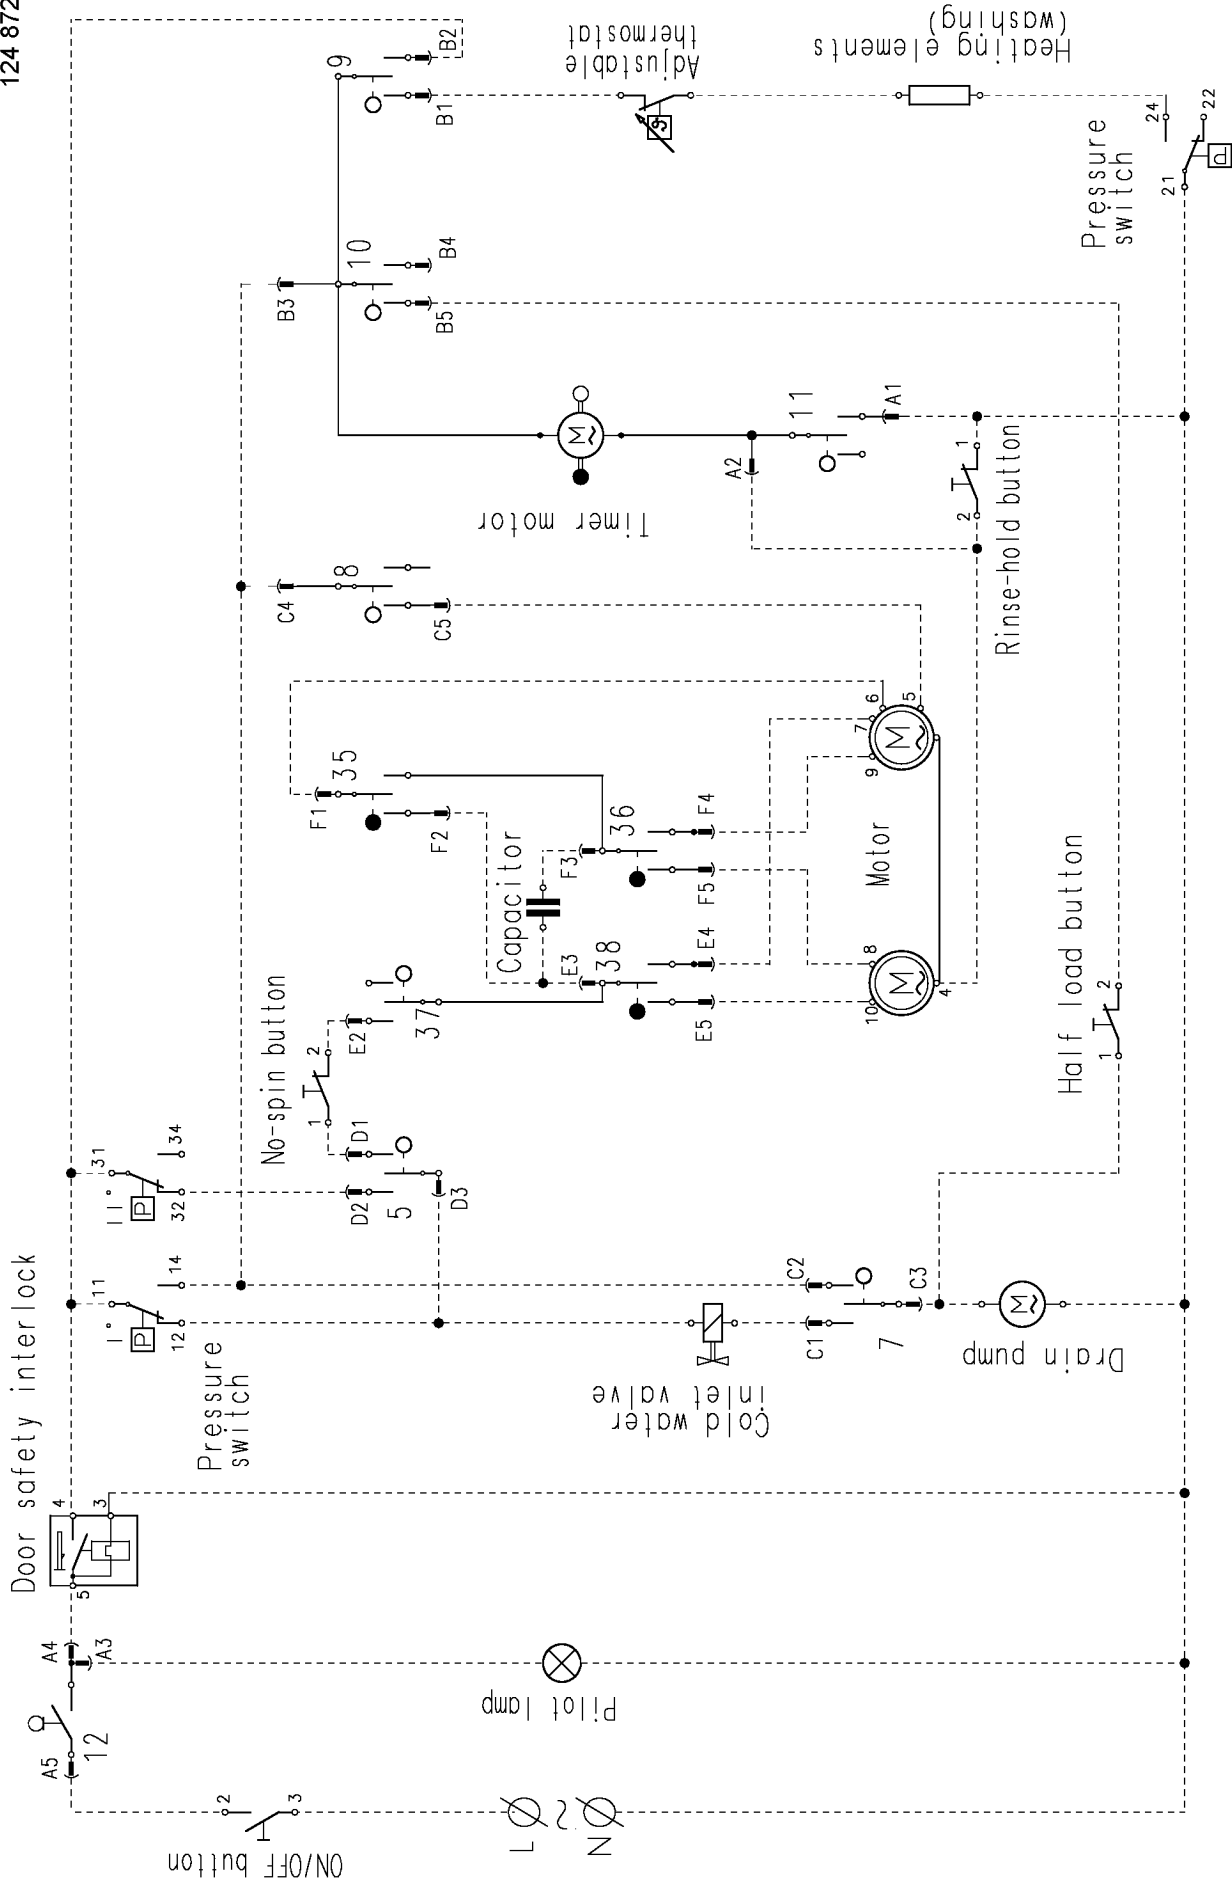 124 872
Door safety interlock
ON/OFF button
2
3
L
N
A5
12
A4
A3
Pilot lamp
5
4
3
Pressure
switch
I°
P
11
12
14
II°
P
31
32
34
Cold water
inlet valve
C1
C2
7
C3
M
Drain pump
D2
D1
5
D3
No-spin button
1
2
E2
37
Capacitor
E3
38
E5
E4
F3
36
F5
F4
F1
35
F2
Motor
M
10
8
4
M
9
7
6
5
Half load button
1
2
C4
8
C5
Timer motor
M
A2
11
A1
Rinse-hold button
2
1
B3
10
B5
B4
9
B1
B2
Adjustable
thermostat
Heating elements
(washing)
Pressure
switch
21
24
22
P